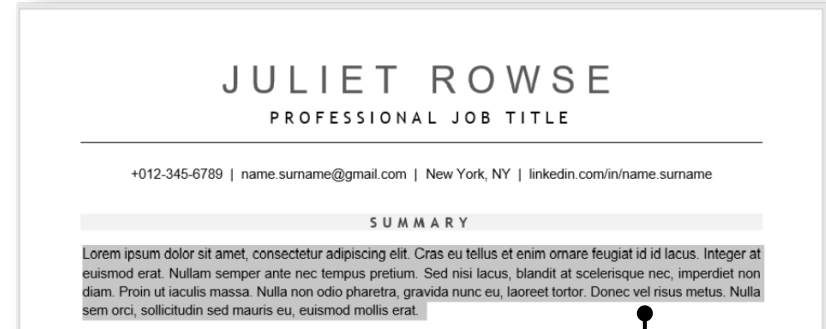 JULIET ROWSE
PROFESSIONAL JOB TITLE
+012-345-6789 | name.surname@gmail.com | New York, NY | linkedin.com/in/name.surname
SUMMARY
Lorem ipsum dolor sit amet, consectetur adipiscing elit. Cras eu tellus et enim ornare feugiat id id lacus. Integer at
euismod erat. Nullam semper ante nec tempus pretium. Sed nisi lacus, blandit at scelerisque nec, imperdiet non
diam. Proin ut iaculis massa. Nulla non odio pharetra, gravida nunc eu, laoreet tortor. Donec vel risus metus. Nulla
sem orci, sollicitudin sed mauris eu, euismod mollis erat.